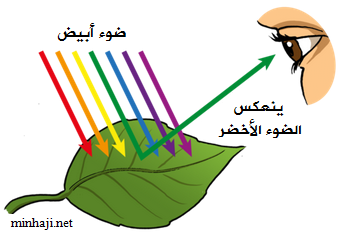 ضوء أبيض
ينعكس
الضوء الأخضر
minhaji.net